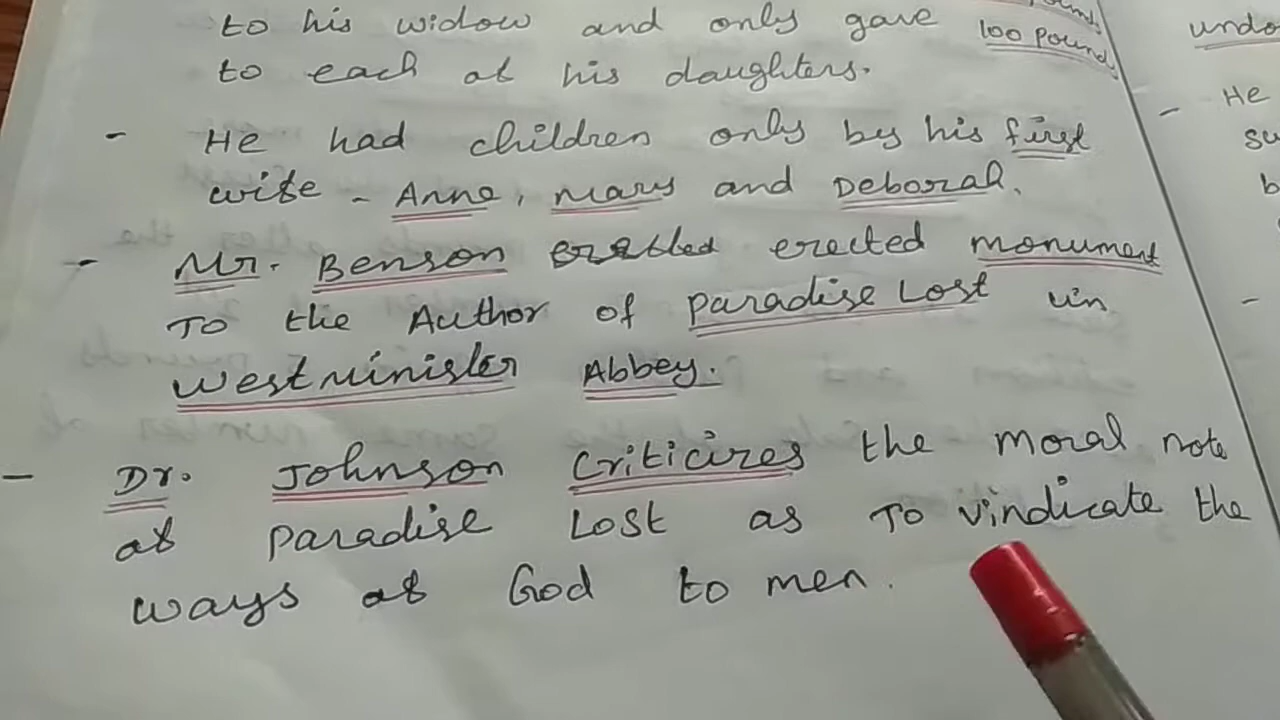 to his widow and only gave 100 pound
to each of his daughters.
- He had children only by his first
wife - Anne, Mary and Deborah.
- Mr. Benson erected monument
To the Author of Paradise Lost in
Westminister Abbey.
- Dr. Johnson Criticizes the moral note
of Paradise Lost as To vindicate the
ways of God to men.
- He
su
b
-